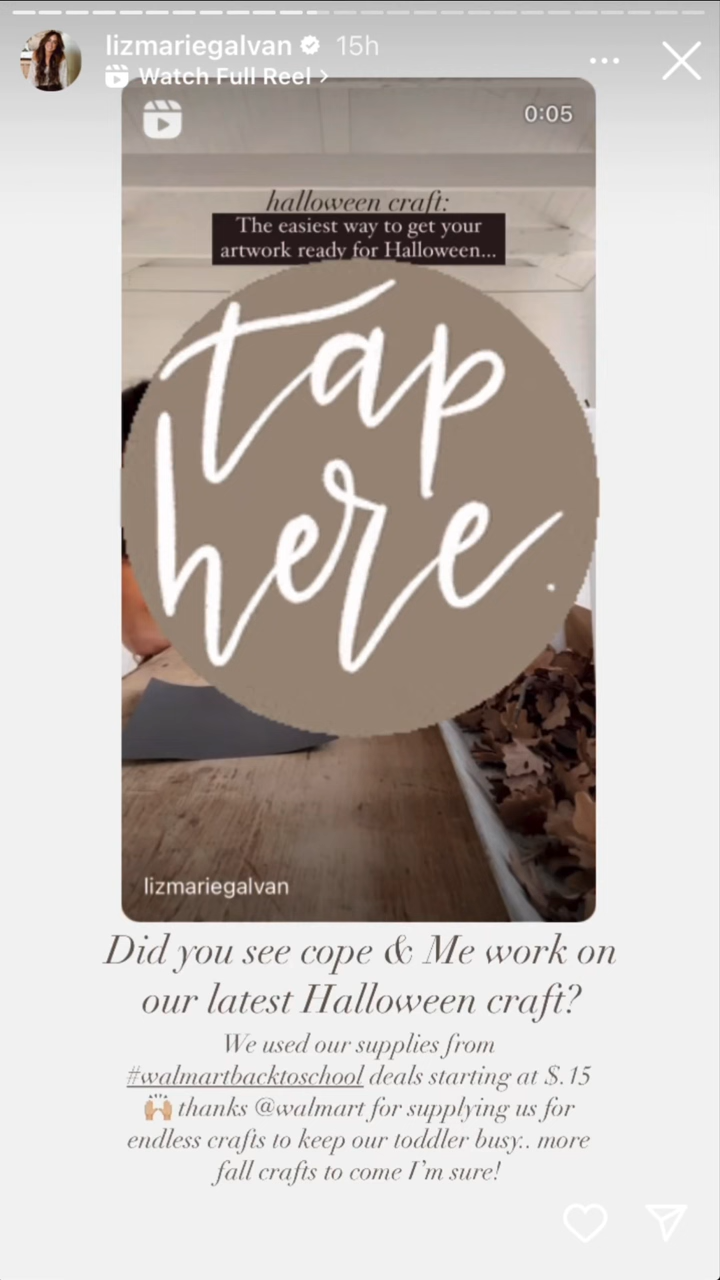 lizmariegalvan 15h
Watch Full Reel >
0:05
halloween craft:
The easiest way to get your
artwork ready for Halloween...
tap
here.
lizmariegalvan
Did you see cope & Me work on
our latest Halloween craft?
We used our supplies from
#walmartbacktoschool deals starting at $.15
🙌🏼 thanks @walmart for supplying us for
endless crafts to keep our toddler busy.. more
fall crafts to come I'm sure!